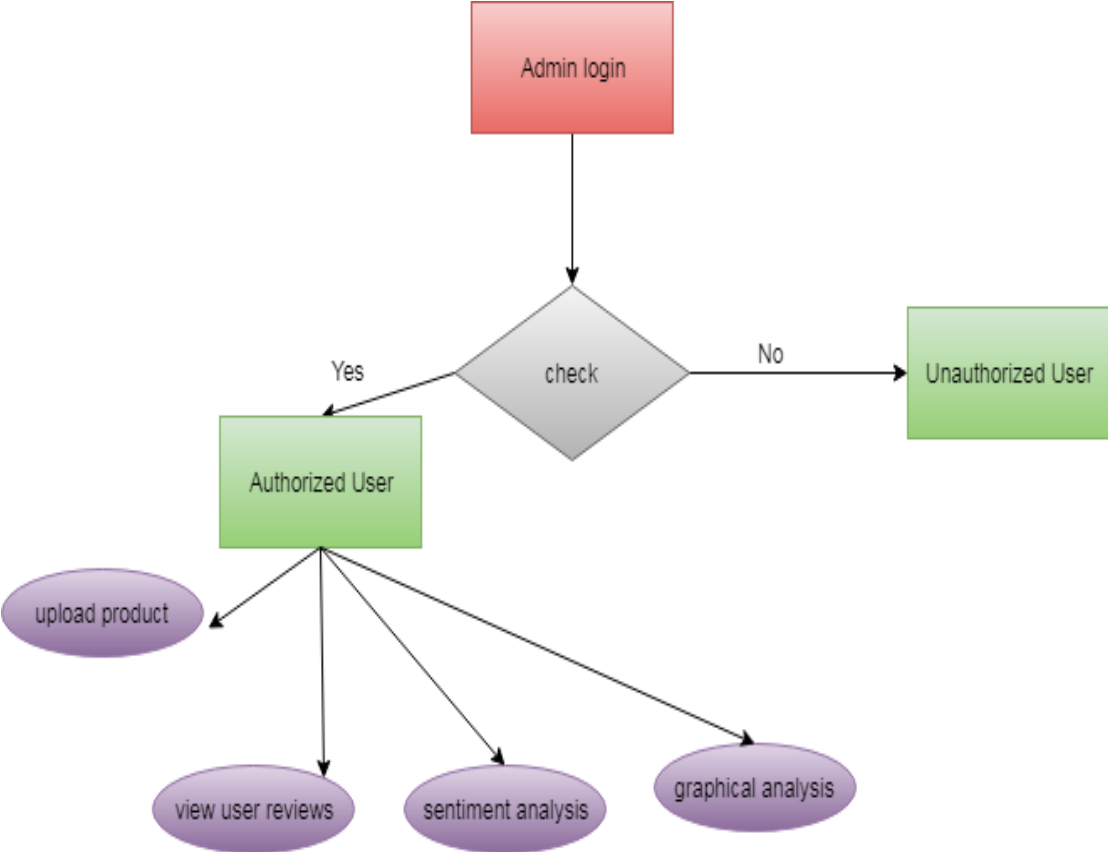 Admin login
check
Yes
No
Unauthorized User
Authorized User
upload product
view user reviews
sentiment analysis
graphical analysis